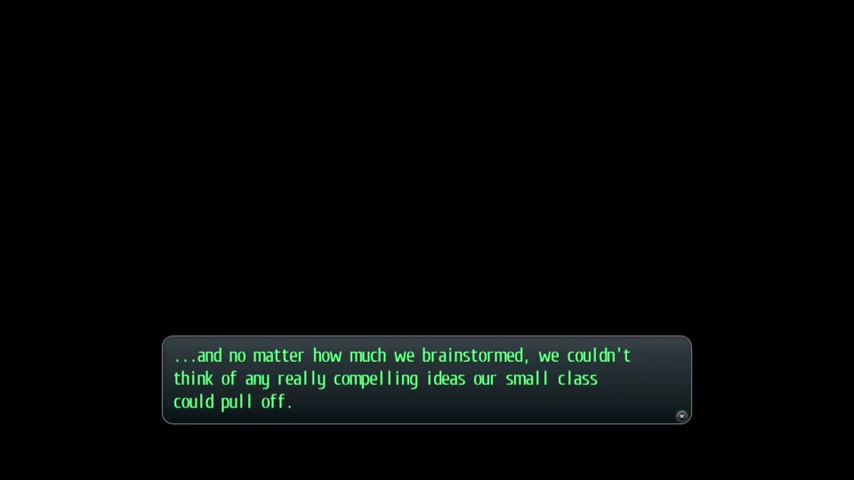 ...and no matter how much we brainstormed, we couldn't
think of any really compelling ideas our small class
could pull off.